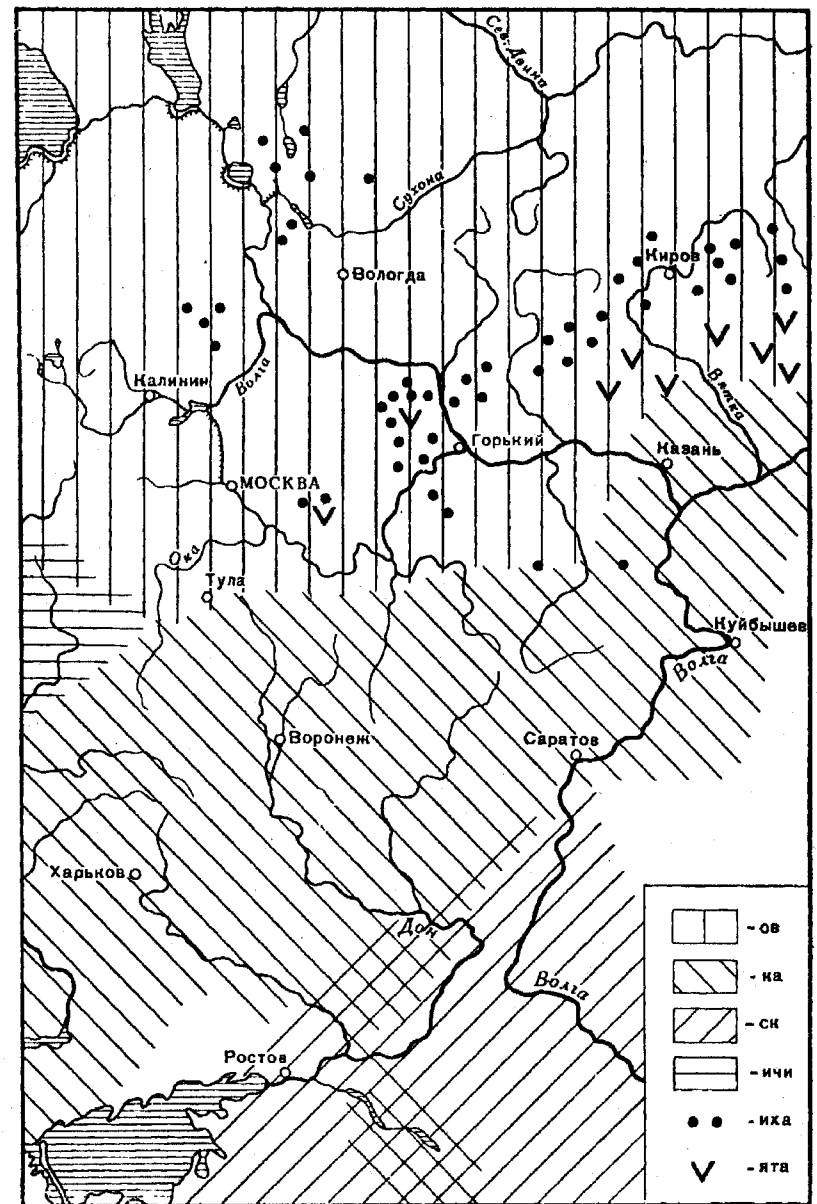 Сев. Двина
Сухона
Киров
Вологда
Волга
Калинин
Вятка
Горький
Казань
МОСКВА
Ока
Тула
Куйбышев
Волга
Воронеж
Саратов
Харьков
Дон
Волга
Ростов
-ов
-ка
-ск
-ичи
-иха
-ята